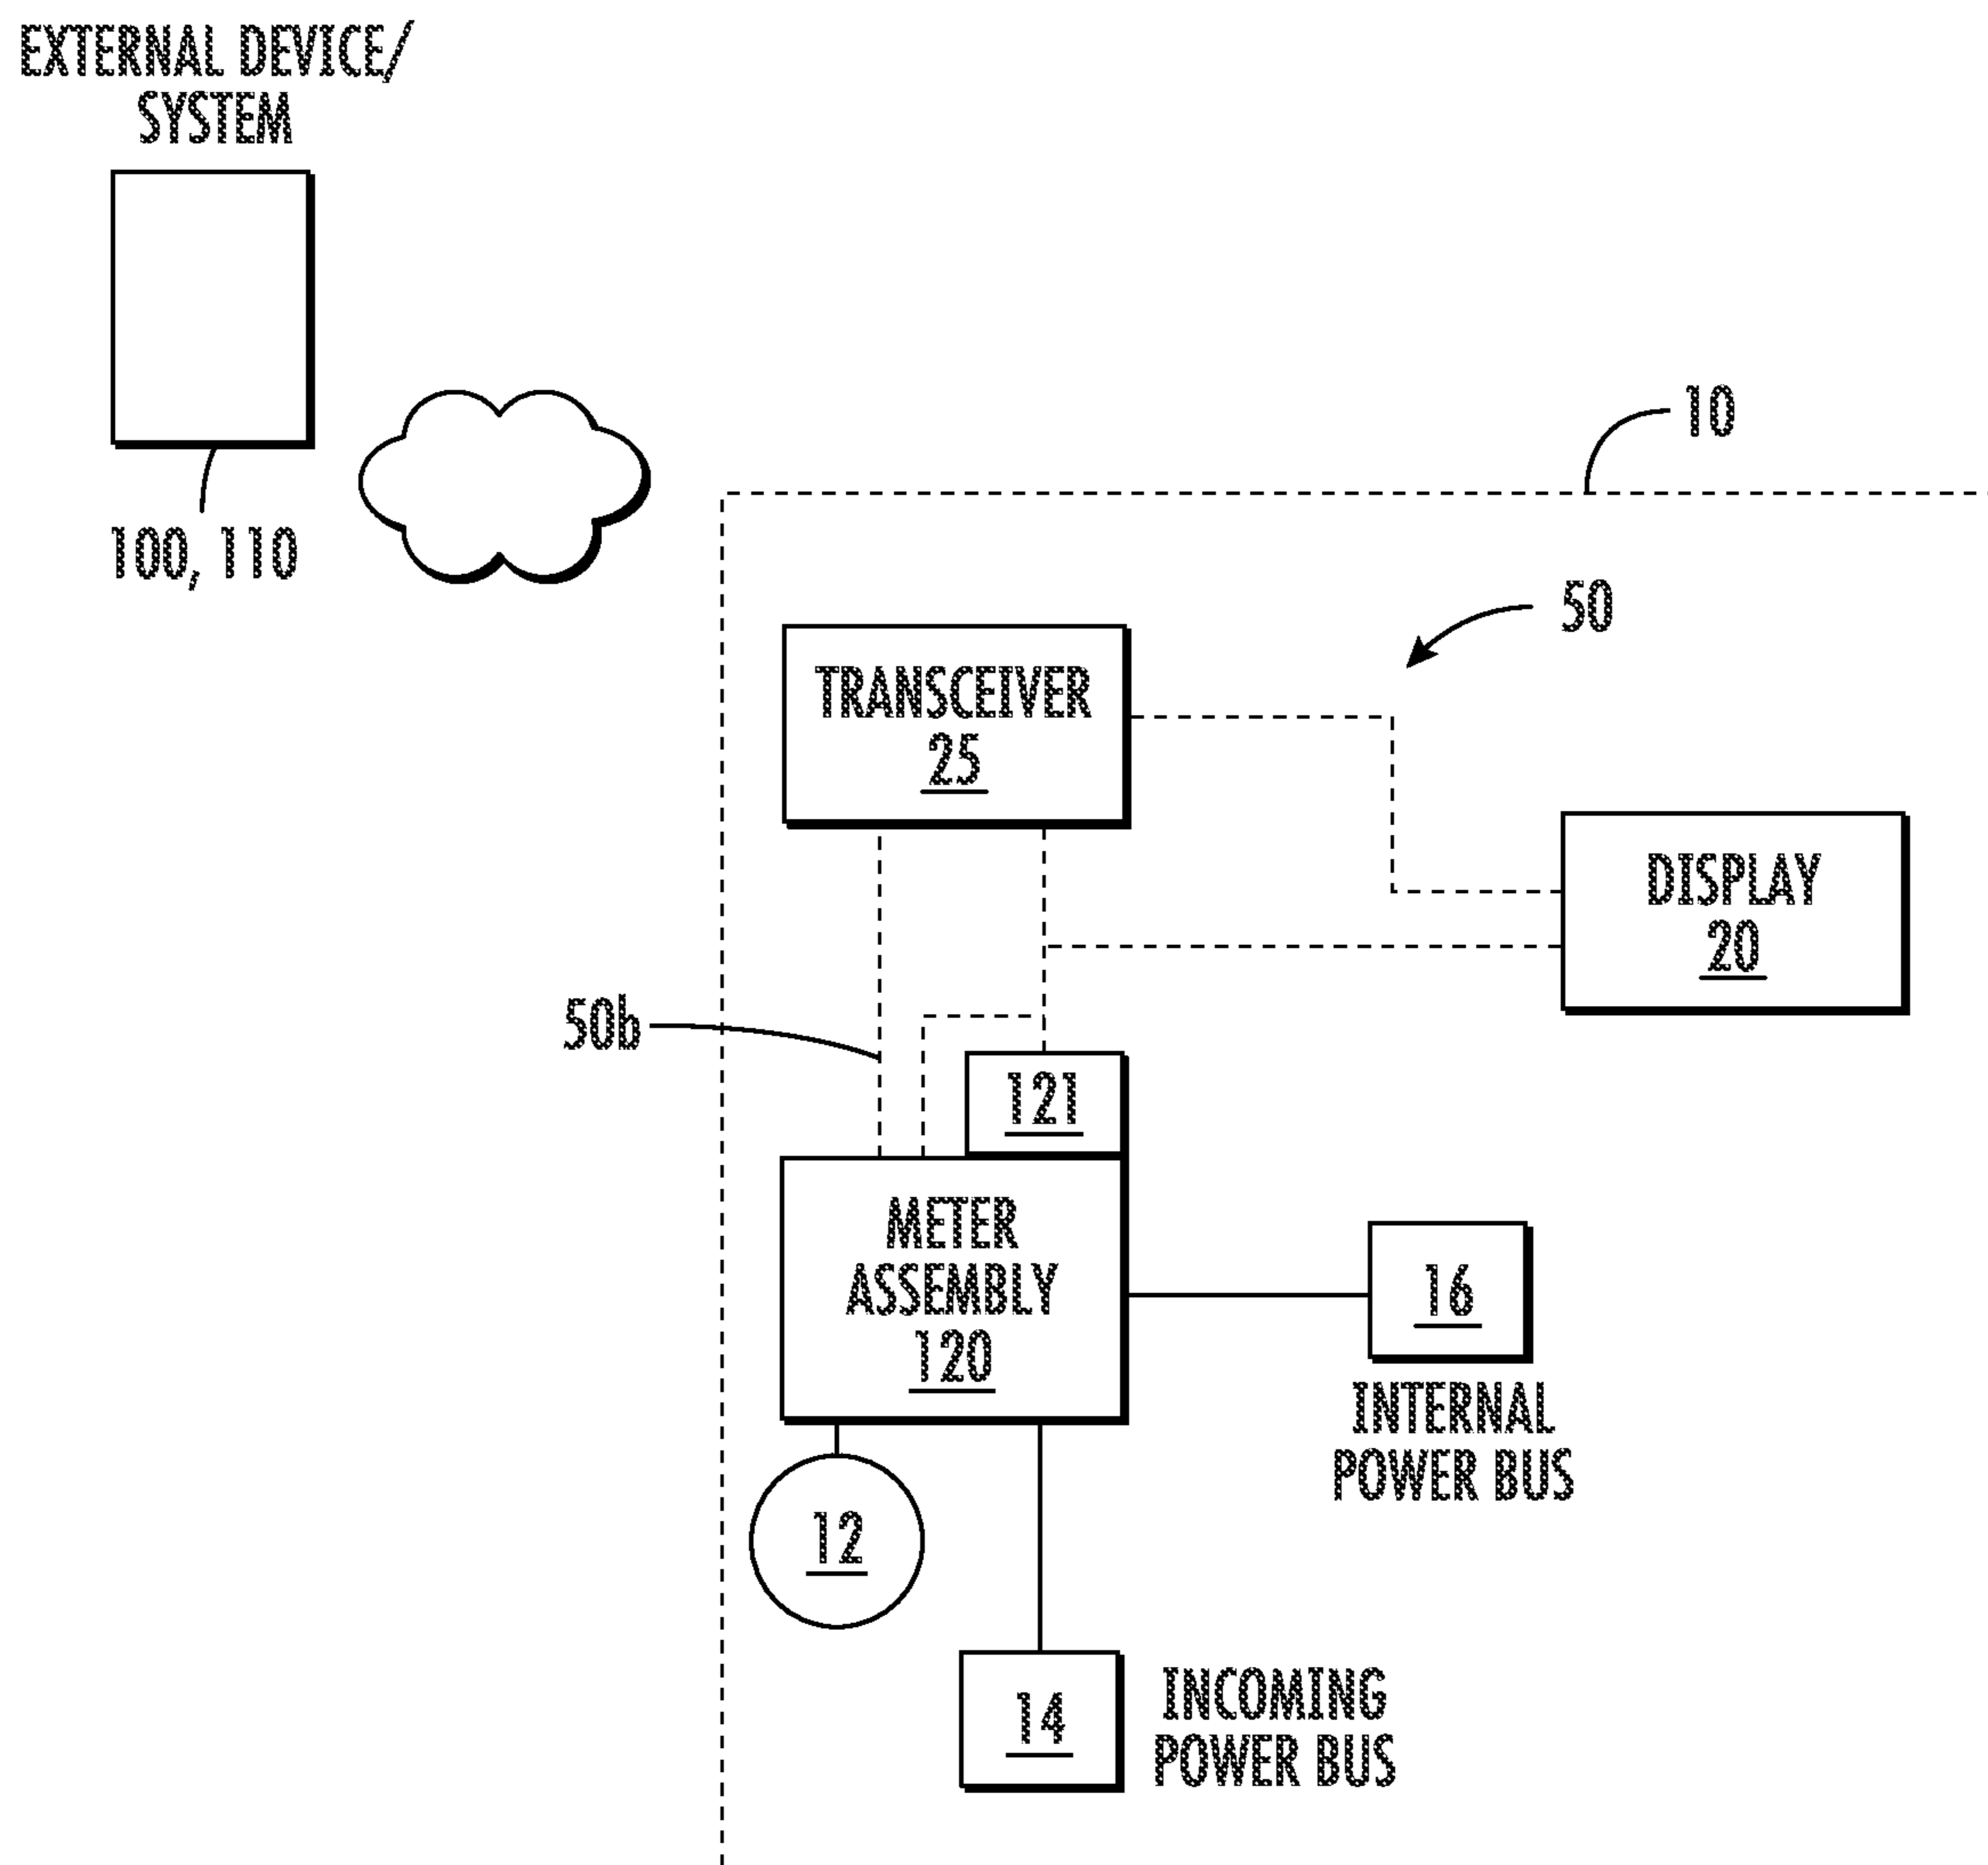 EXTERNAL DEVICE/
SYSTEM
100, 110
10
50
TRANSCEIVER
25
DISPLAY
20
50b
121
METER
ASSEMBLY
120
16
INTERNAL
POWER BUS
12
14
INCOMING
POWER BUS